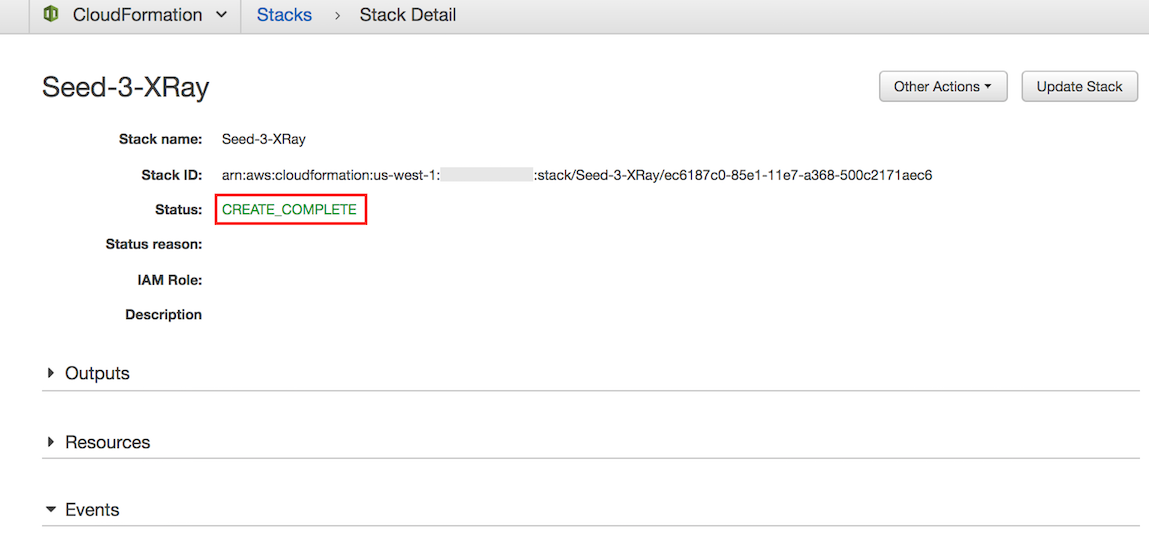 CloudFormation Stacks › Stack Detail
Seed-3-XRay
Other Actions Update Stack
Stack name: Seed-3-XRay
Stack ID: arn:aws:cloudformation:us-west-1: :stack/Seed-3-XRay/ec6187c0-85e1-11e7-a368-500c2171aec6
Status: CREATE_COMPLETE
Status reason:
IAM Role:
Description
Outputs
Resources
Events